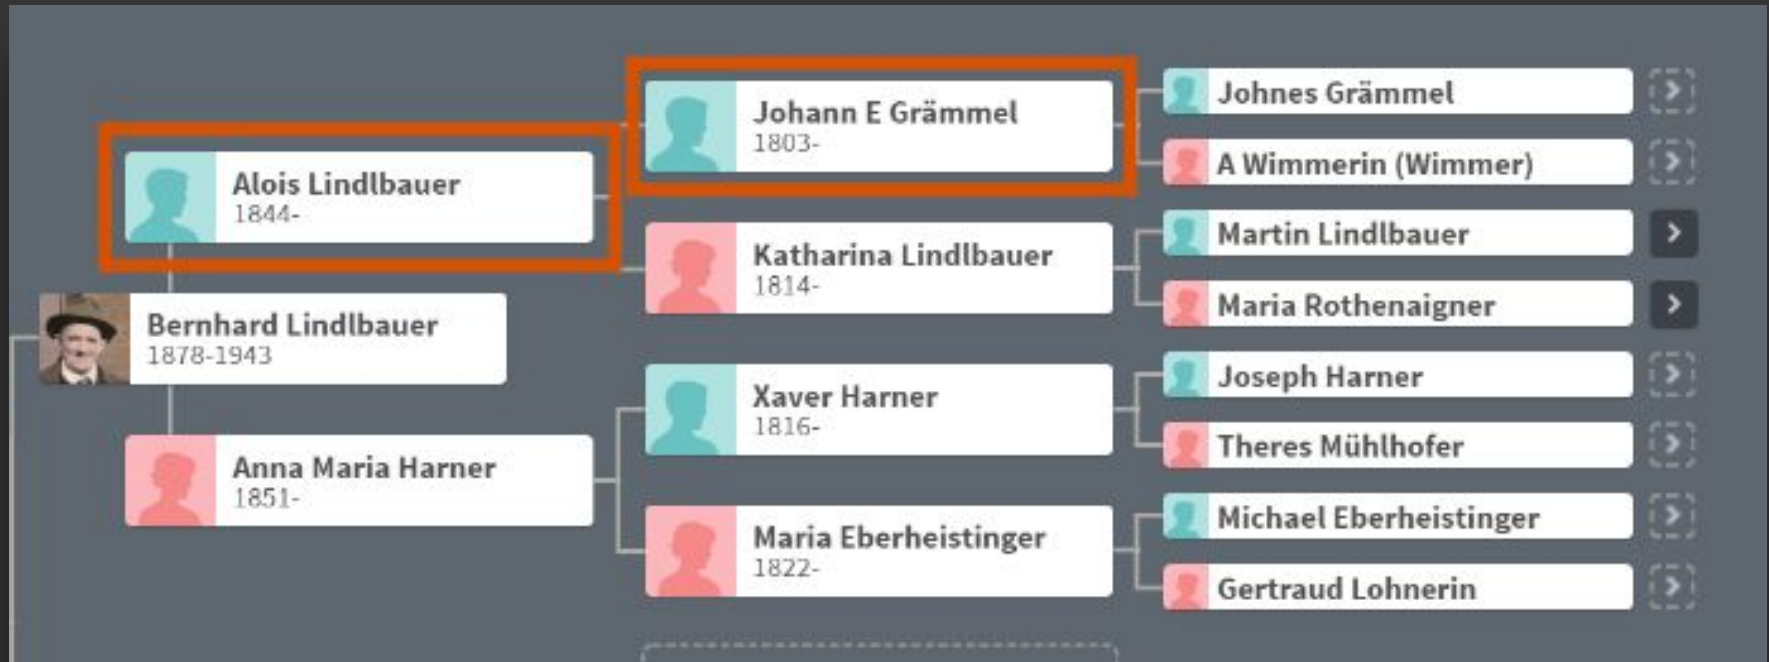 Johann E Grämmel
1803-
Johnes Grämmel
A Wimmerin (Wimmer)
Alois Lindlbauer
1844-
Katharina Lindlbauer
1814-
Martin Lindlbauer
Maria Rothenaigner
Bernhard Lindlbauer
1878-1943
Xaver Harner
1816-
Joseph Harner
Theres Mühlhofer
Anna Maria Harner
1851-
Maria Eberheistinger
1822-
Michael Eberheistinger
Gertraud Lohnerin